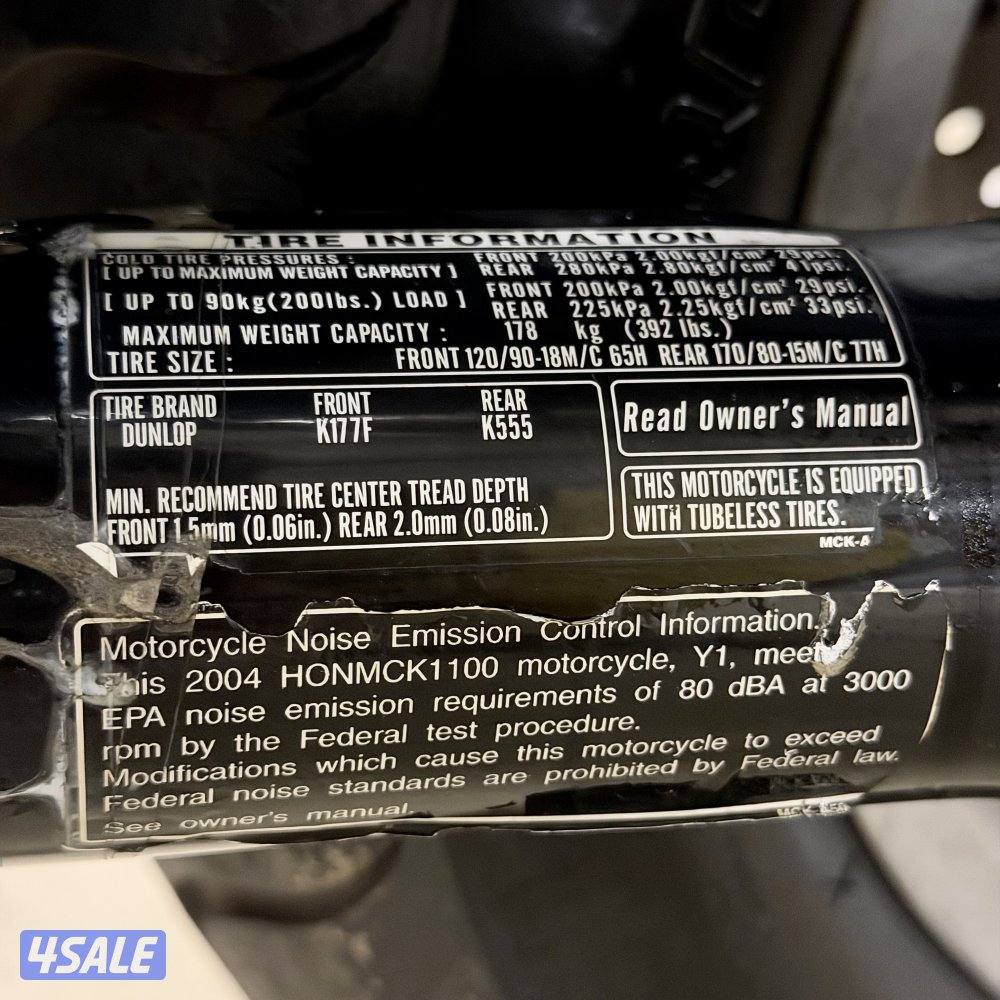 TIRE INFORMATION
COLD TIRE PRESSURES : FRONT 200kPa 2.00kgf/cm² 29psi.
[ UP TO MAXIMUM WEIGHT CAPACITY ] REAR 280kPa 2.80kgf/cm² 41psi.
[ UP TO 90kg(200lbs.) LOAD ] FRONT 200kPa 2.00kgf/cm² 29psi.
REAR 225kPa 2.25kgf/cm² 33psi.
MAXIMUM WEIGHT CAPACITY : 178 kg (392 lbs.)
TIRE SIZE : FRONT 120/90-18M/C 65H REAR 170/80-15M/C 77H
TIRE BRAND FRONT REAR
DUNLOP K177F K555
MIN. RECOMMEND TIRE CENTER TREAD DEPTH
FRONT 1.5mm (0.06in.) REAR 2.0mm (0.08in.)
Read Owner's Manual
THIS MOTORCYCLE IS EQUIPPED
WITH TUBELESS TIRES.
MCK-A
Motorcycle Noise Emission Control Information.
This 2004 HONMCK1100 motorcycle, Y1, meet
EPA noise emission requirements of 80 dBA at 3000
rpm by the Federal test procedure.
Modifications which cause this motorcycle to exceed
Federal noise standards are prohibited by Federal law.
See owner's manual.
4SALE